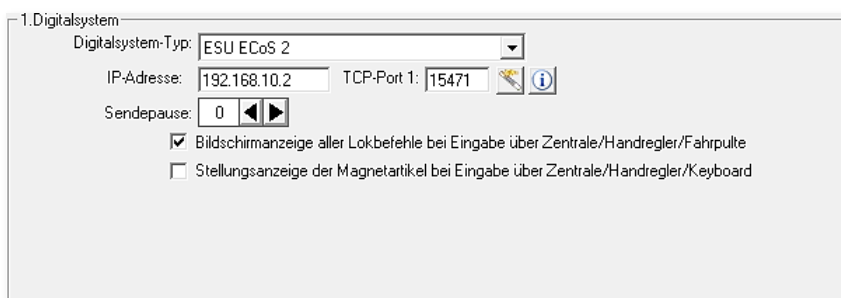 1.Digitalsystem
Digitalsystem-Typ: ESU ECoS 2
IP-Adresse: 192.168.10.2 TCP-Port 1: 15471
Sendepause: 0
Bildschirmanzeige aller Lokbefehle bei Eingabe über Zentrale/Handregler/Fahrpulte
Stellungsanzeige der Magnetartikel bei Eingabe über Zentrale/Handregler/Keyboard